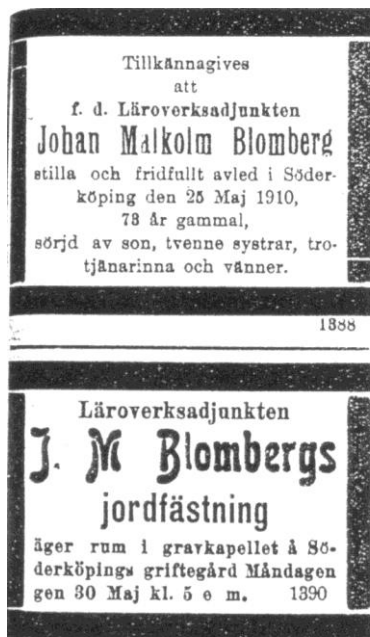 Tillkännagives
att
f. d. Läroverksadjunkten
Johan Malkolm Blomberg
stilla och fridfullt avled i Söder-
köping den 25 Maj 1910,
73 år gammal,
sörjd av son, tvenne systrar, tro-
tjänarinna och vänner.
1388
Läroverksadjunkten
J. M Blombergs
jordfästning
äger rum i gravkapellet å Sö-
derköpings griftegård Måndagen
gen 30 Maj kl. 5 e m. 1390